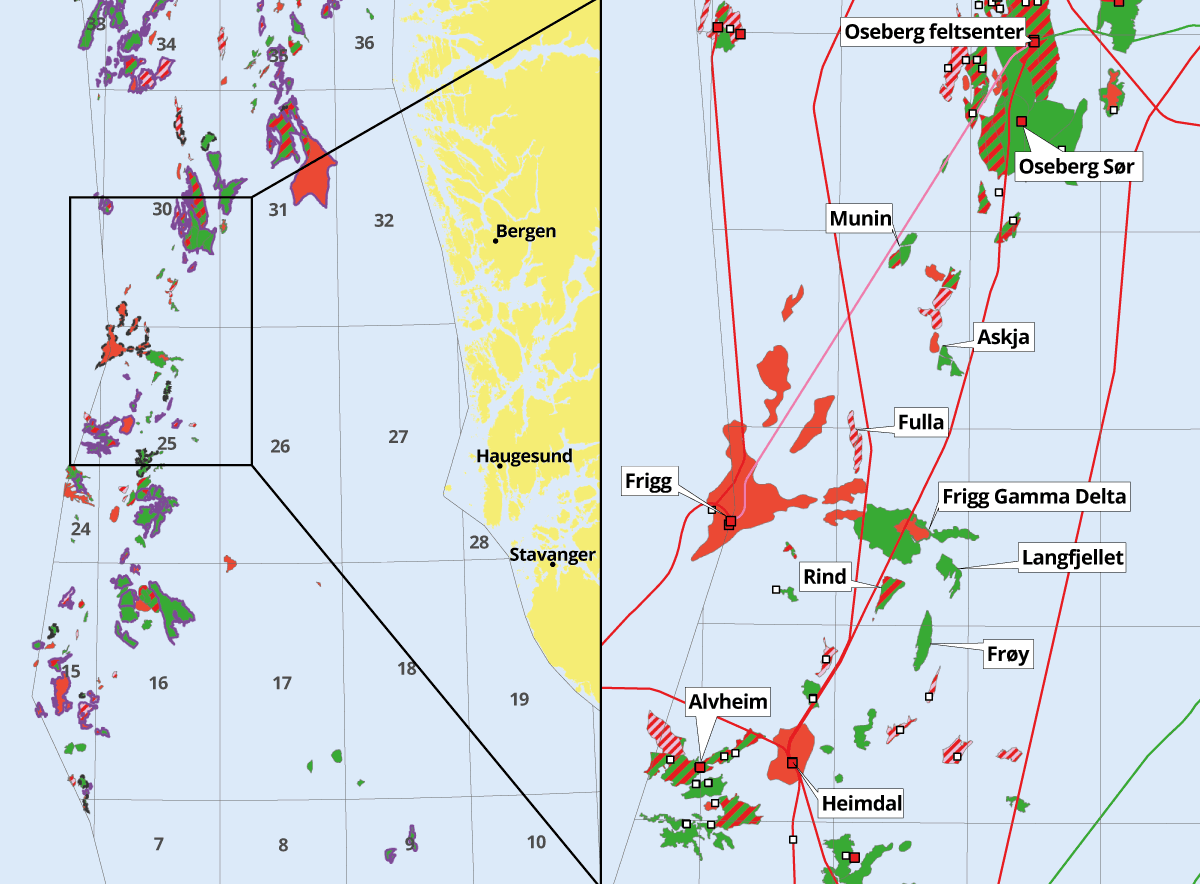 33
34
35
36
30
31
32
Bergen
25
26
27
Haugesund
24
28
Stavanger
15
16
17
18
19
7
8
9
10
Oseberg feltsenter
Oseberg Sør
Munin
Askja
Fulla
Frigg
Frigg Gamma Delta
Langfjellet
Rind
Frøy
Alvheim
Heimdal